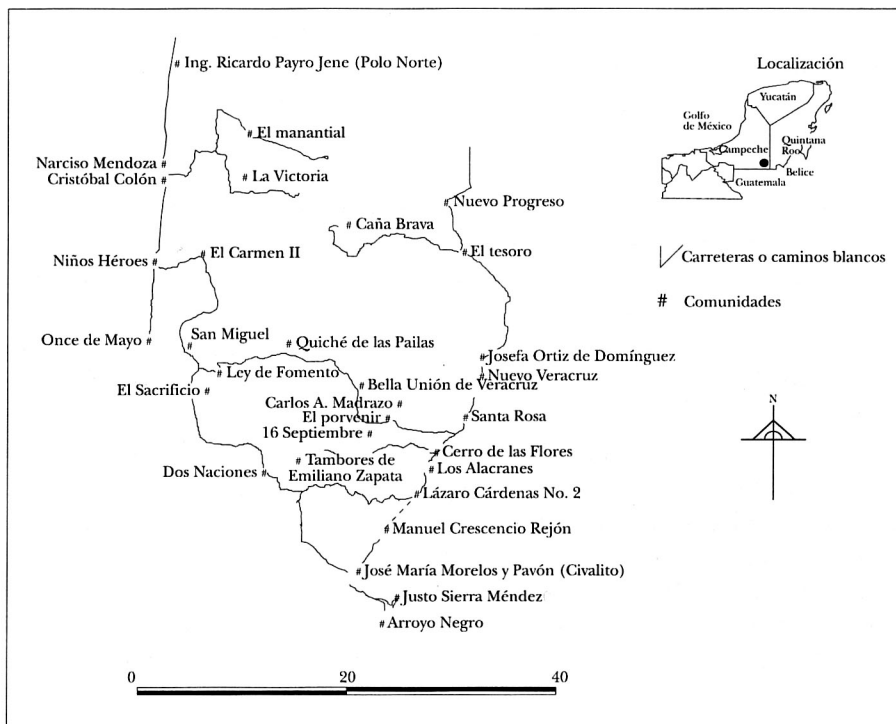 # Ing. Ricardo Payro Jene (Polo Norte)
Localización
Yucatán
Golfo
de México
Campeche
Quintana
Roo
Belice
Guatemala
# El manantial
Narciso Mendoza #
Cristóbal Colón #
# La Victoria
# Nuevo Progreso
# Caña Brava
# El tesoro
Niños Héroes #
# El Carmen II
Carreteras o caminos blancos
# Comunidades
Once de Mayo #
San Miguel
#
# Quiché de las Pailas
# Josefa Ortiz de Domínguez
# Nuevo Veracruz
# Ley de Fomento
El Sacrificio #
# Bella Unión de Veracruz
Carlos A. Madrazo #
El porvenir #
# Santa Rosa
16 Septiembre #
# Cerro de las Flores
# Los Alacranes
# Tambores de
Emiliano Zapata
Dos Naciones #
# Lázaro Cárdenas No. 2
N
# Manuel Crescencio Rejón
# José María Morelos y Pavón (Civalito)
# Justo Sierra Méndez
# Arroyo Negro
0 20 40